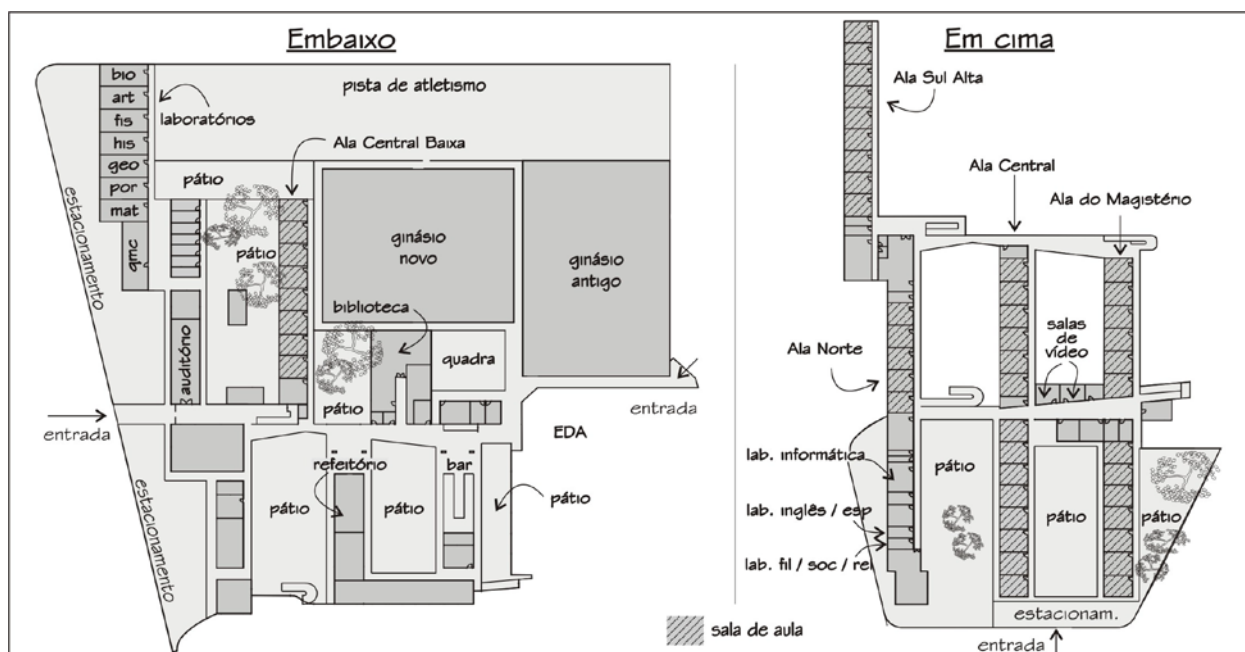 Embaixo
bio
art
fis
his
geo
por
mat
qmc
laboratórios
pista de atletismo
Ala Central Baixa
pátio
pátio
ginásio
novo
ginásio
antigo
biblioteca
quadra
pátio
auditório
estacionamento
entrada
entrada
EDA
refeitório
bar
pátio
pátio
pátio
estacionamento
Em cima
Ala Sul Alta
Ala Central
Ala do Magistério
salas
de
vídeo
Ala Norte
lab. informática
lab. inglês / esp
lab. fil / soc / rel
pátio
pátio
pátio
estacionam.
entrada
sala de aula